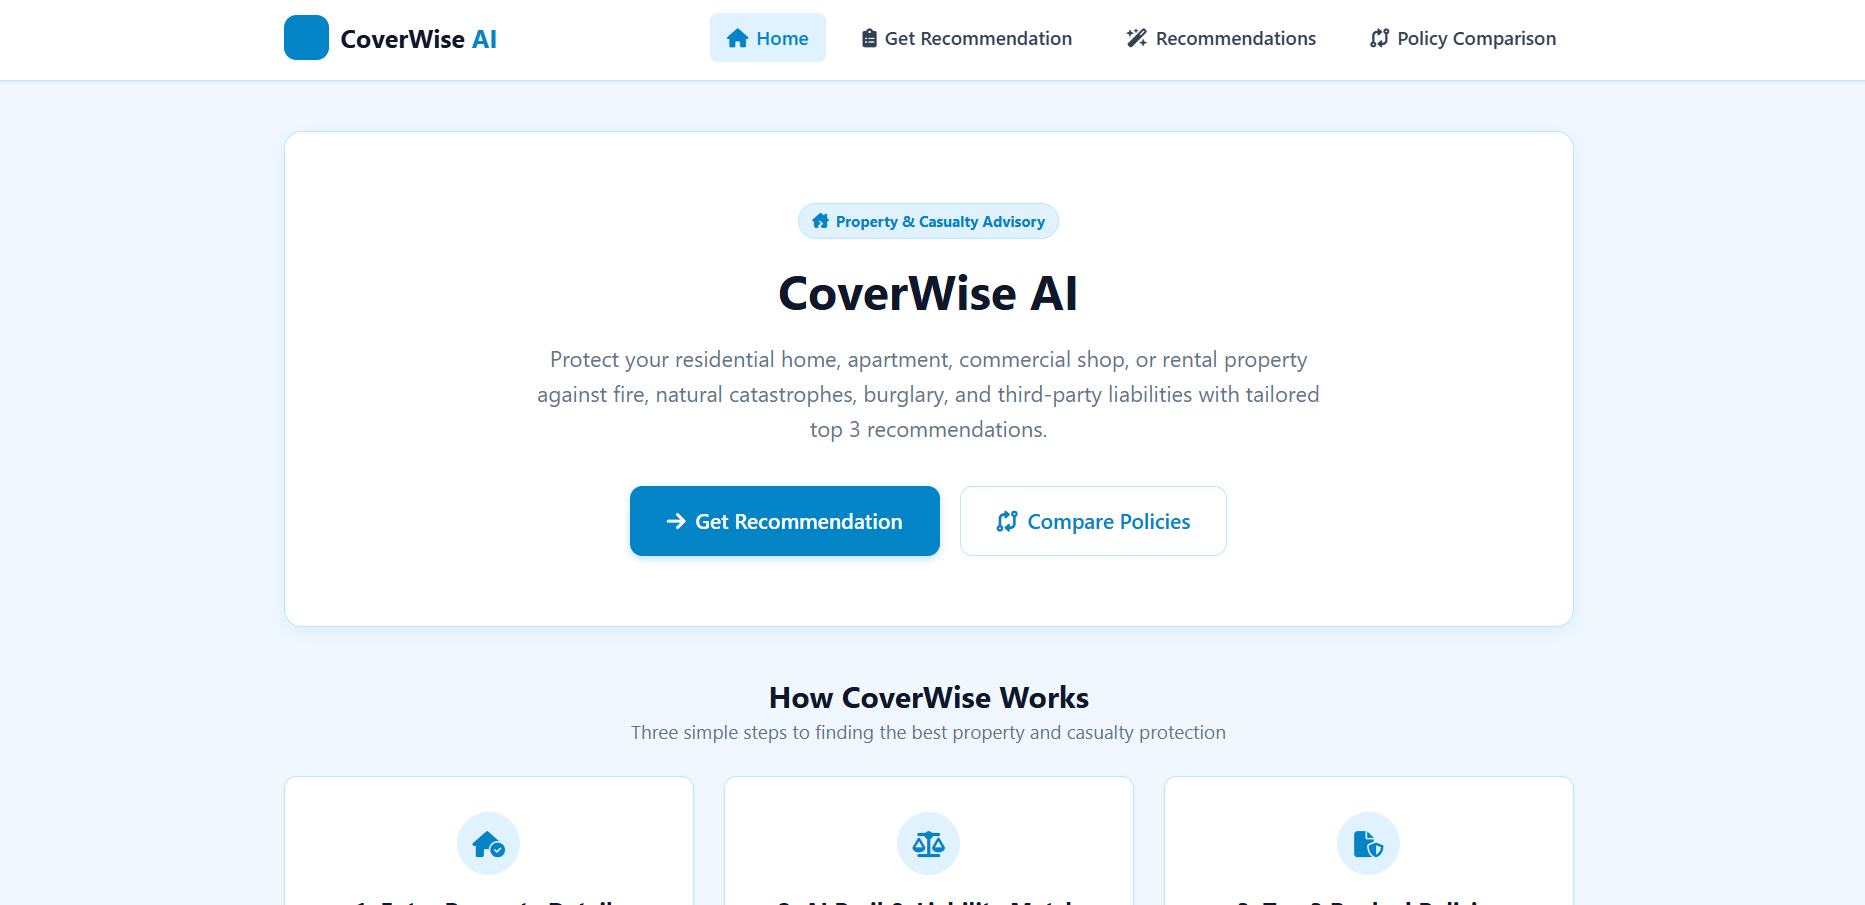 CoverWise AI
Home
Get Recommendation
Recommendations
Policy Comparison
Property & Casualty Advisory
CoverWise AI
Protect your residential home, apartment, commercial shop, or rental property
against fire, natural catastrophes, burglary, and third-party liabilities with tailored
top 3 recommendations.
Get Recommendation
Compare Policies
How CoverWise Works
Three simple steps to finding the best property and casualty protection